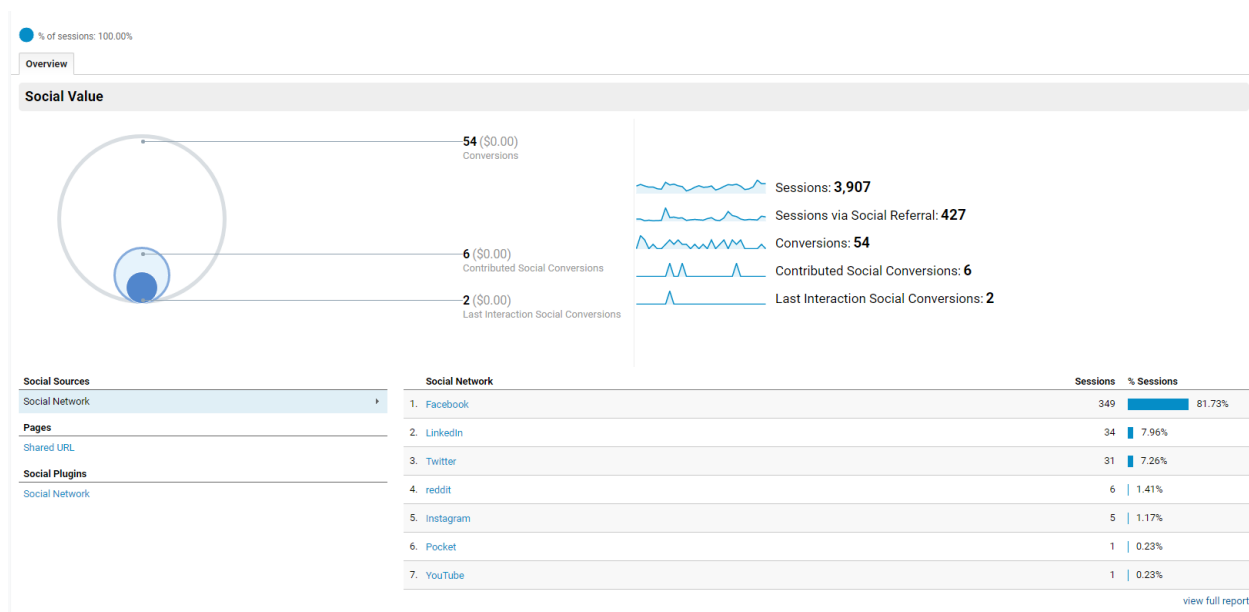 % of sessions: 100.00%
Overview
Social Value
54 ($0.00)
Conversions
6 ($0.00)
Contributed Social Conversions
2 ($0.00)
Last Interaction Social Conversions
Sessions: 3,907
Sessions via Social Referral: 427
Conversions: 54
Contributed Social Conversions: 6
Last Interaction Social Conversions: 2
Social Sources
Social Network
Pages
Shared URL
Social Plugins
Social Network
Social Network Sessions % Sessions
1. Facebook 349 81.73%
2. LinkedIn 34 7.96%
3. Twitter 31 7.26%
4. reddit 6 1.41%
5. Instagram 5 1.17%
6. Pocket 1 0.23%
7. YouTube 1 0.23%
view full report